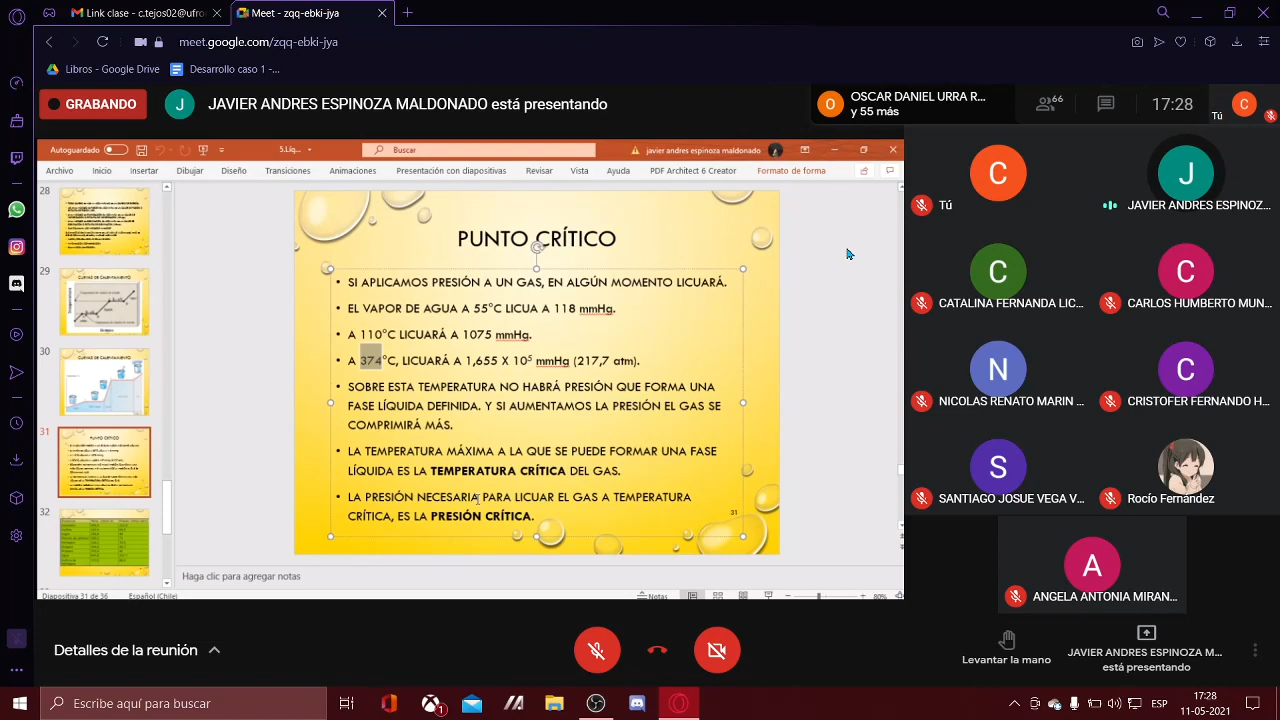 Link clase - c.tejos02@ufro
Meet - zqq-ebki-jya
meet.google.com/zqq-ebki-jya
Libros - Google Drive
Desarrollo caso 1 -...
GRABANDO
J
JAVIER ANDRES ESPINOZA MALDONADO está presentando
O
OSCAR DANIEL URRA R...
y 55 más
66
17:28
Tú
C
Autoguardado
5.Líq...
Buscar
javier andres espinoza maldonado
Archivo
Inicio
Insertar
Dibujar
Diseño
Transiciones
Animaciones
Presentación con diapositivas
Revisar
Vista
Ayuda
PDF Architect 6 Creator
Formato de forma
28
29
30
31
32
PUNTO CRÍTICO
• SI APLICAMOS PRESIÓN A UN GAS, EN ALGÚN MOMENTO LICUARÁ.
• EL VAPOR DE AGUA A 55°C LICUA A 118 mmHg.
• A 110°C LICUARÁ A 1075 mmHg.
• A 374°C, LICUARÁ A 1,655 X 10⁵ mmHg (217,7 atm).
• SOBRE ESTA TEMPERATURA NO HABRÁ PRESIÓN QUE FORMA UNA
FASE LÍQUIDA DEFINIDA. Y SI AUMENTAMOS LA PRESIÓN EL GAS SE
COMPRIMIRÁ MÁS.
• LA TEMPERATURA MÁXIMA A LA QUE SE PUEDE FORMAR UNA FASE
LÍQUIDA ES LA TEMPERATURA CRÍTICA DEL GAS.
• LA PRESIÓN NECESARIA PARA LICUAR EL GAS A TEMPERATURA
CRÍTICA, ES LA PRESIÓN CRÍTICA.
31
Haga clic para agregar notas
Diapositiva 31 de 36
Español (Chile)
Notas
80%
C
Tú
J
JAVIER ANDRES ESPINOZ...
C
CATALINA FERNANDA LIC...
C
CARLOS HUMBERTO MUN...
N
NICOLAS RENATO MARIN ...
C
CRISTOFER FERNANDO H...
S
SANTIAGO JOSUE VEGA V...
Rocío Fernández
A
ANGELA ANTONIA MIRAN...
Detalles de la reunión
Levantar la mano
JAVIER ANDRES ESPINOZA M...
está presentando
Escribe aquí para buscar
1
ESP
17:28
11-05-2021